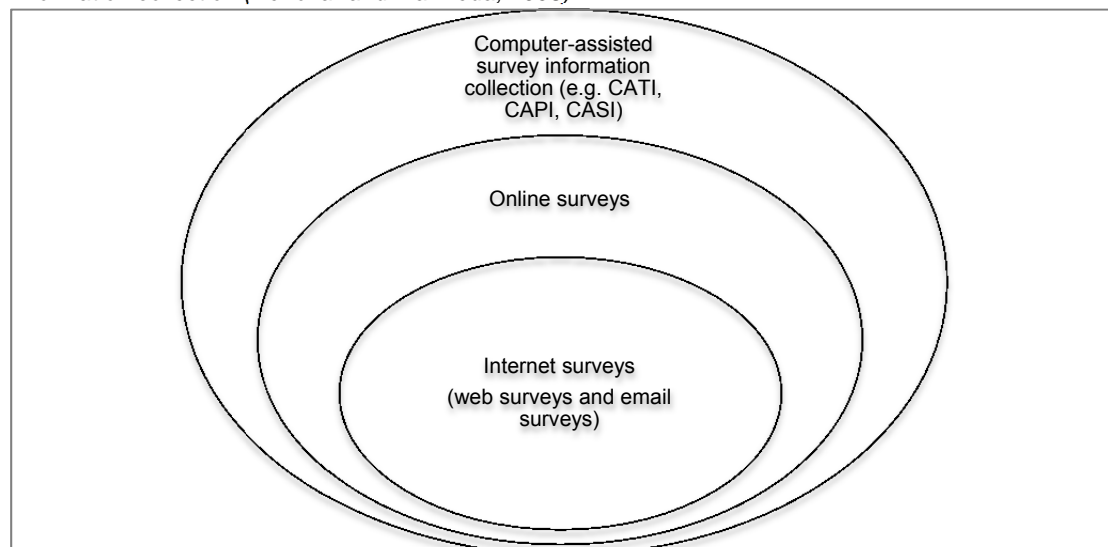 Computer-assisted
survey information
collection (e.g. CATI,
CAPI, CASI)
Online surveys
Internet surveys
(web surveys and email
surveys)